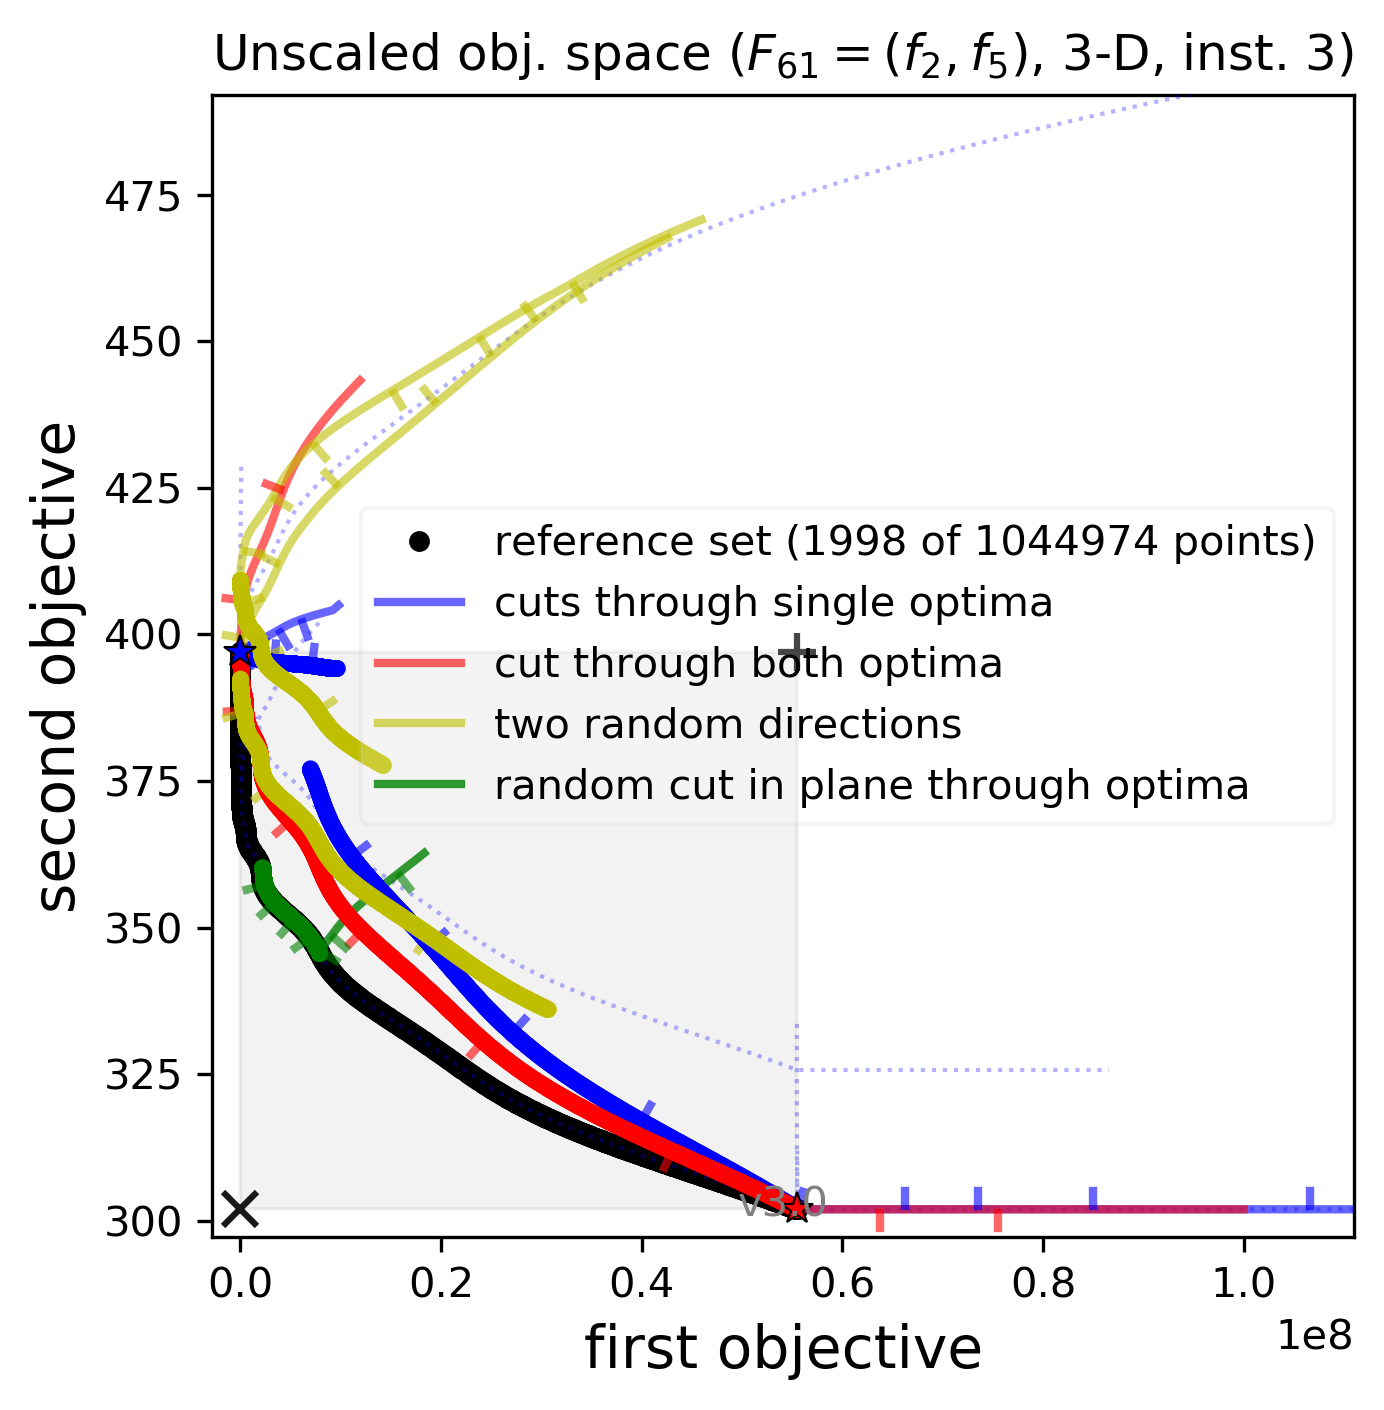 Unscaled obj. space (F61 = (f2, f5), 3-D, inst. 3)
second objective
475
450
425
400
375
350
325
300
reference set (1998 of 1044974 points)
cuts through single optima
cut through both optima
two random directions
random cut in plane through optima
v3.0
0.0 0.2 0.4 0.6 0.8 1.0
1e8
first objective